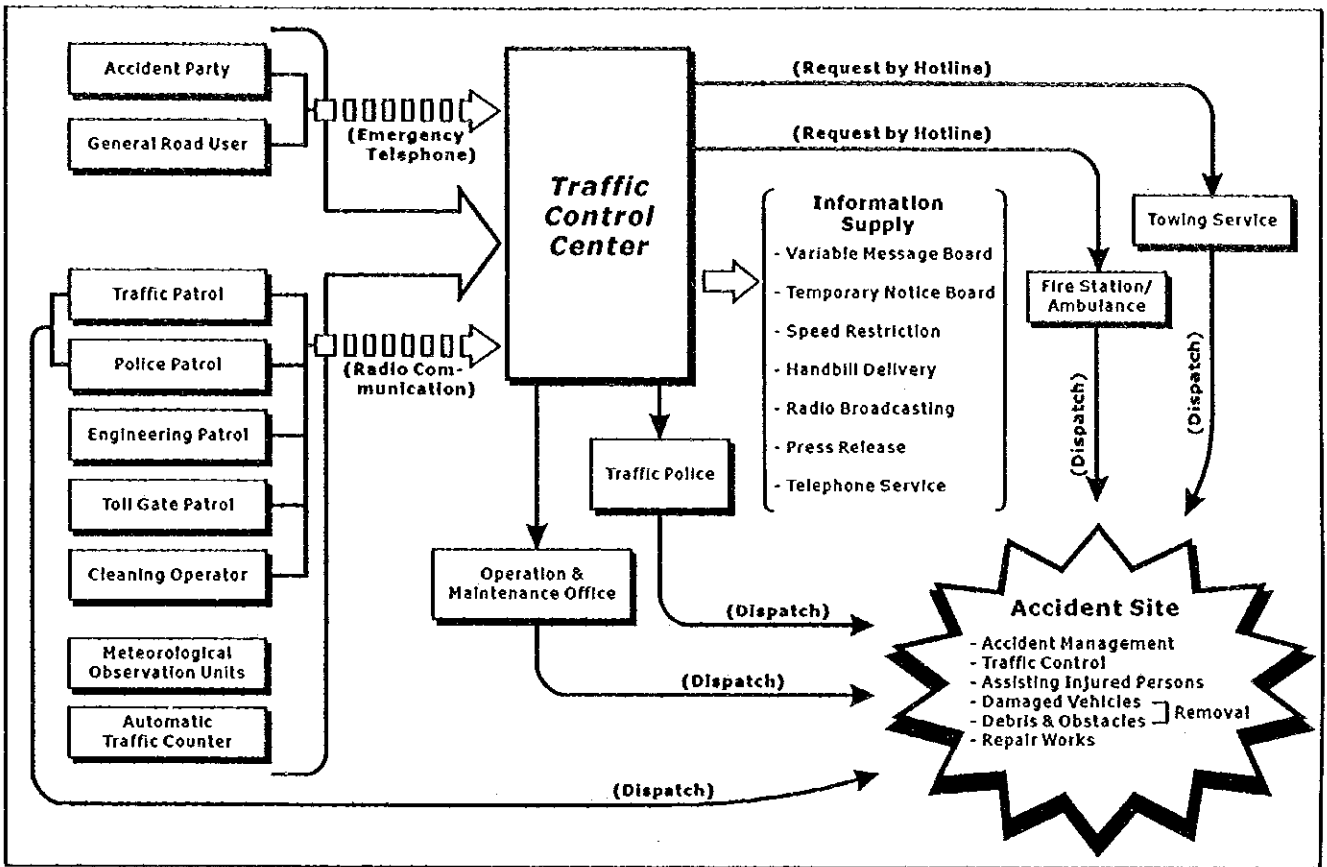 Accident Party
General Road User
(Emergency
Telephone)
Traffic Patrol
Police Patrol
Engineering Patrol
Toll Gate Patrol
Cleaning Operator
Meteorological
Observation Units
Automatic
Traffic Counter
(Radio Com-
munication)
Traffic
Control
Center
(Request by Hotline)
(Request by Hotline)
Information
Supply
- Variable Message Board
- Temporary Notice Board
- Speed Restriction
- Handbill Delivery
- Radio Broadcasting
- Press Release
- Telephone Service
Towing Service
Fire Station/
Ambulance
(Dispatch)
(Dispatch)
Traffic Police
Operation &
Maintenance Office
(Dispatch)
(Dispatch)
(Dispatch)
Accident Site
- Accident Management
- Traffic Control
- Assisting Injured Persons
- Damaged Vehicles
- Debris & Obstacles
Removal
- Repair Works